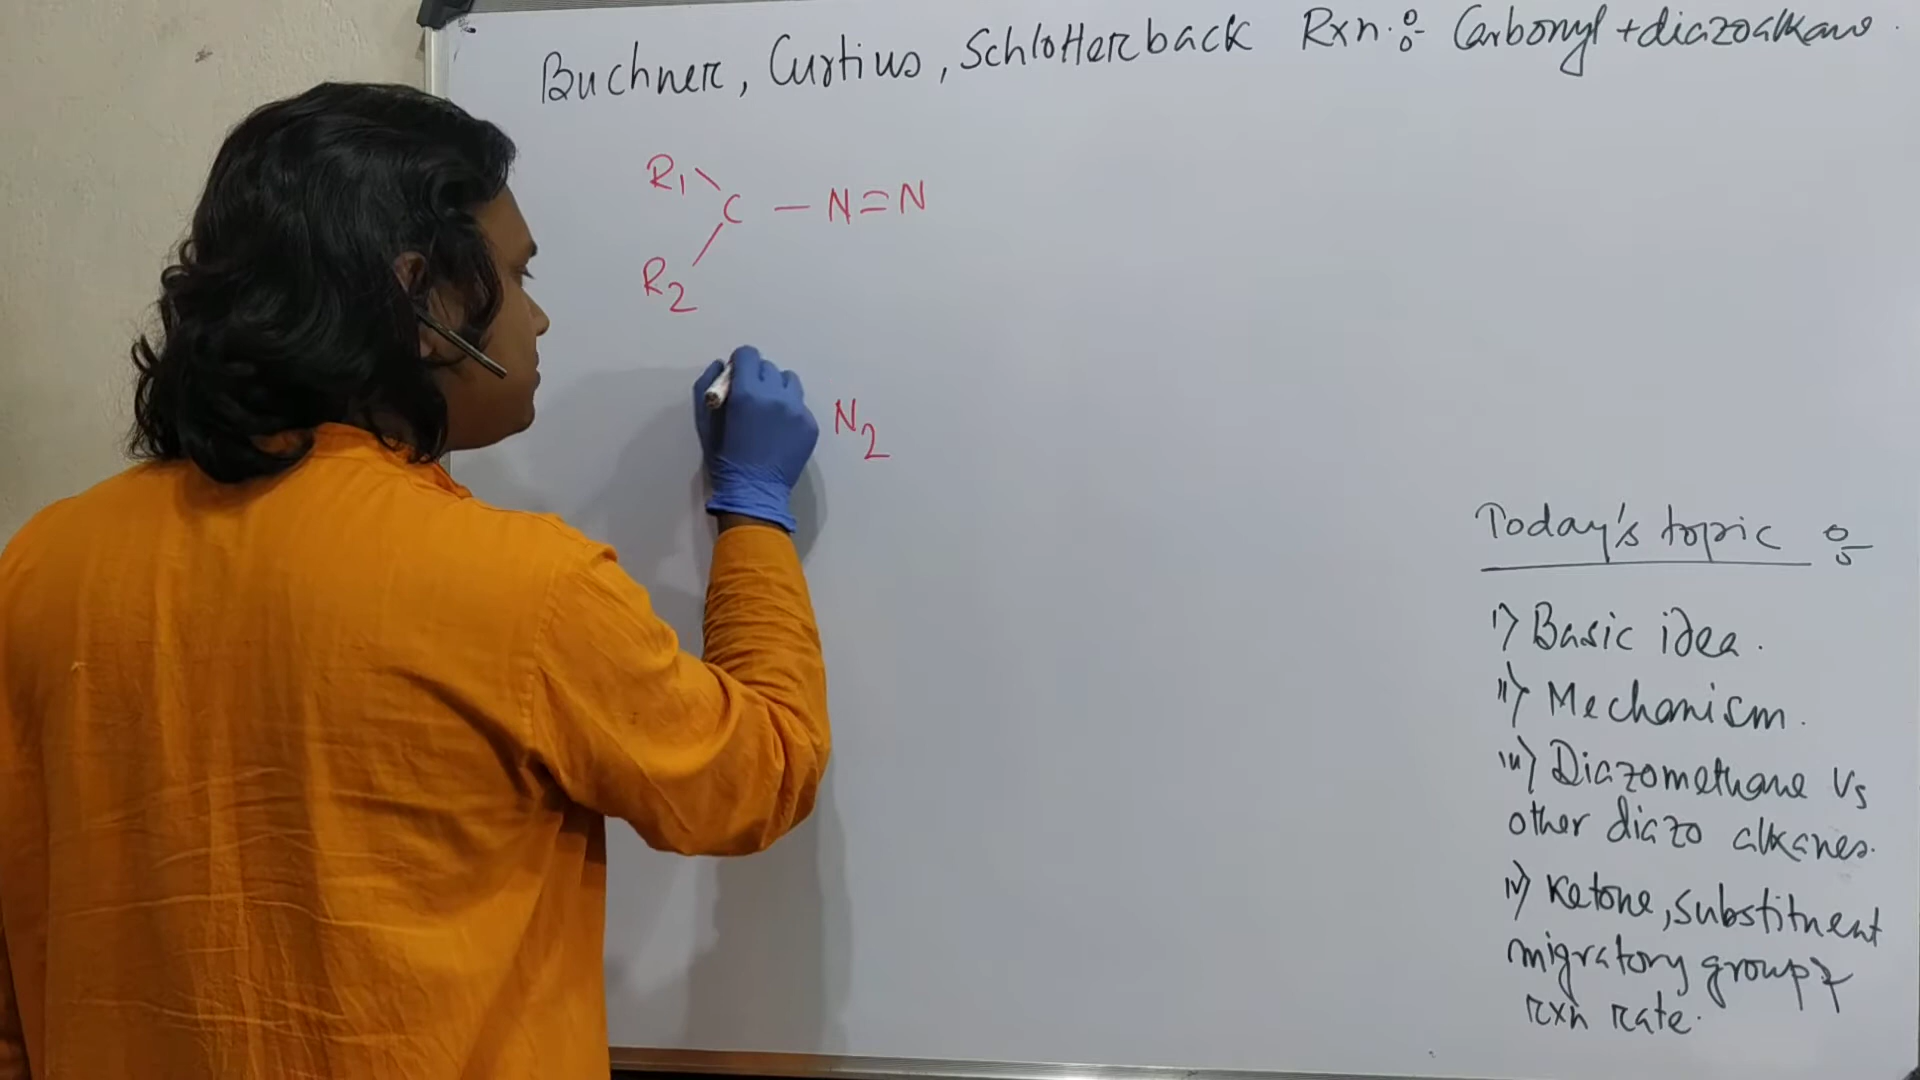 Buchner, Curtius, Schlotterback Rxn :- Carbonyl + diazoalkane.
R1
C - N = N
R2
N2
Today's topic :-
i) Basic idea.
ii) Mechanism.
iii) Diazomethane Vs
other diazo alkanes.
iv) Ketone, substituent
migratory group &
rxn rate.